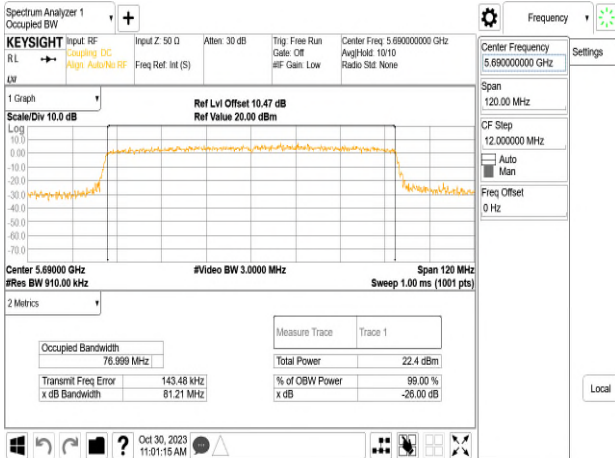 Spectrum Analyzer 1
Occupied BW
+
Frequency
KEYSIGHT
RL
Input: RF
Coupling: DC
Align: Auto/No RF
Input Z: 50 Ω
Freq Ref: Int (S)
Atten: 30 dB
Trig: Free Run
Gate: Off
#IF Gain: Low
Center Freq: 5.690000000 GHz
Avg|Hold: 10/10
Radio Std: None
Center Frequency
5.690000000 GHz
Settings
Span
120.00 MHz
CF Step
12.000000 MHz
Auto
Man
Freq Offset
0 Hz
Local
1 Graph
Scale/Div 10.0 dB
Ref Lvl Offset 10.47 dB
Ref Value 20.00 dBm
Log
10.0
0.00
-10.0
-20.0
-30.0
-40.0
-50.0
-60.0
-70.0
Center 5.69000 GHz
#Res BW 910.00 kHz
#Video BW 3.0000 MHz
Span 120 MHz
Sweep 1.00 ms (1001 pts)
2 Metrics
Measure Trace Trace 1
Occupied Bandwidth
76.999 MHz
Total Power 22.4 dBm
Transmit Freq Error 143.48 kHz
% of OBW Power 99.00 %
x dB Bandwidth 81.21 MHz
x dB -26.00 dB
?
Oct 30, 2023
11:01:15 AM